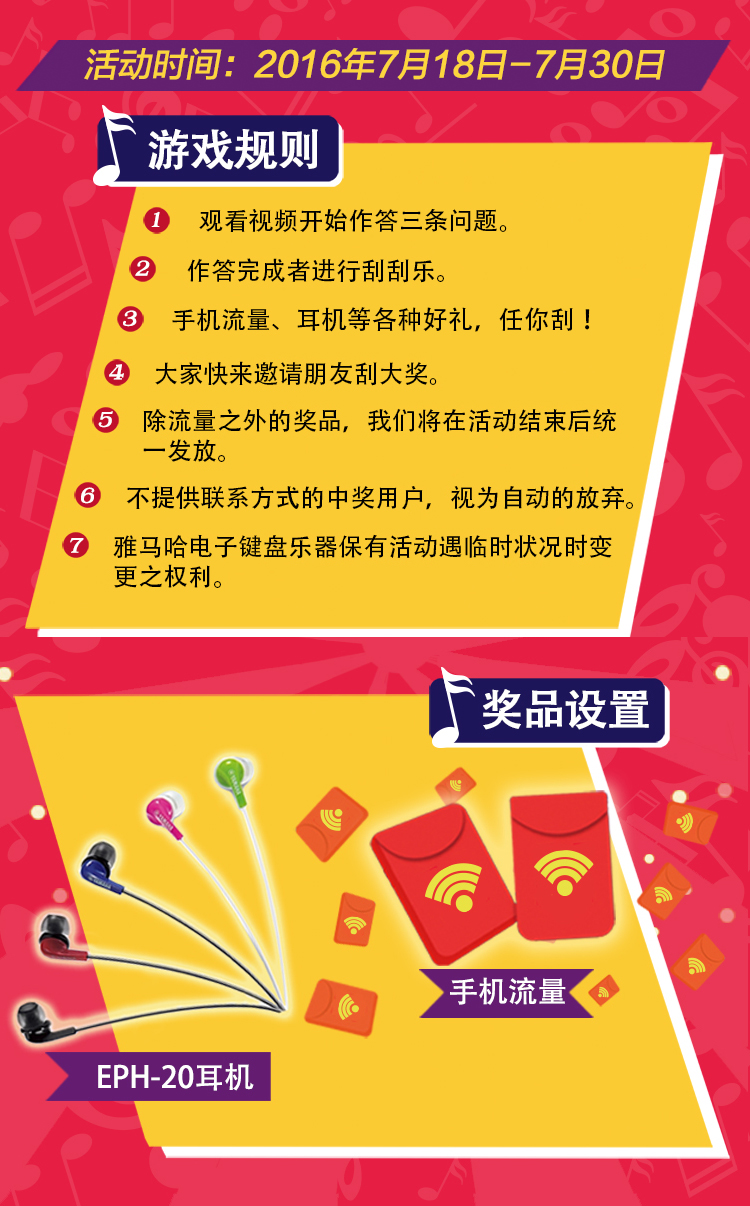 活动时间：2016年7月18日-7月30日
游戏规则
1 观看视频开始作答三条问题。
2 作答完成者进行刮刮乐。
3 手机流量、耳机等各种好礼，任你刮！
4 大家快来邀请朋友刮大奖。
5 除流量之外的奖品，我们将在活动结束后统
一发放。
6 不提供联系方式的中奖用户，视为自动的放弃。
7 雅马哈电子键盘乐器保有活动遇临时状况时变
更之权利。
奖品设置
手机流量
EPH-20耳机